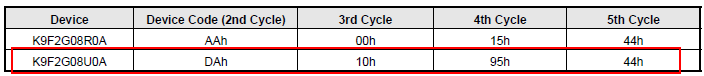 Device Device Code (2nd Cycle) 3rd Cycle 4th Cycle 5th Cycle
K9F2G08R0A AAh 00h 15h 44h
K9F2G08U0A DAh 10h 95h 44h